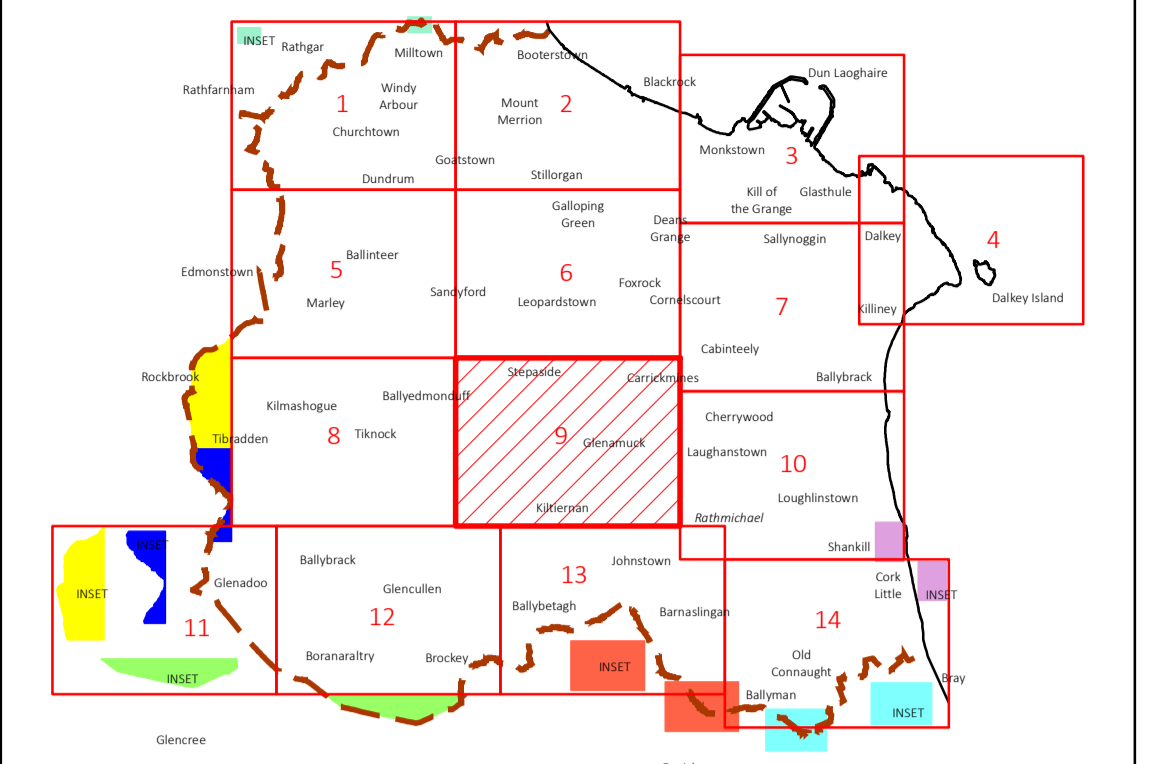 INSET
Rathgar
Milltown
Booterstown
Rathfarnham
Windy
Arbour
1
Churchtown
Mount
Merrion
2
Blackrock
Dun Laoghaire
Goatstown
Dundrum
Stillorgan
Monkstown
3
Kill of
the Grange
Glasthule
Galloping
Green
Deans
Grange
Sallynoggin
Dalkey
4
Edmonstown
Ballinteer
5
Marley
Sandyford
6
Foxrock
Leopardstown
Cornelscourt
7
Killiney
Dalkey Island
Cabinteely
Ballybrack
Rockbrook
Stepaside
Carrickmines
Kilmashogue
Ballyedmonduff
Tibradden
8
Tiknock
9
Glenamuck
Kiltiernan
Cherrywood
Laughanstown
10
Loughlinstown
Rathmichael
Shankill
INSET
INSET
Glenadoo
11
INSET
Ballybrack
Glencullen
12
Boranaraltry
Brockey
Johnstown
13
Ballybetagh
Barnaslingan
INSET
Cork
Little
INSET
14
Old
Connaught
Ballyman
INSET
Bray
Glencree